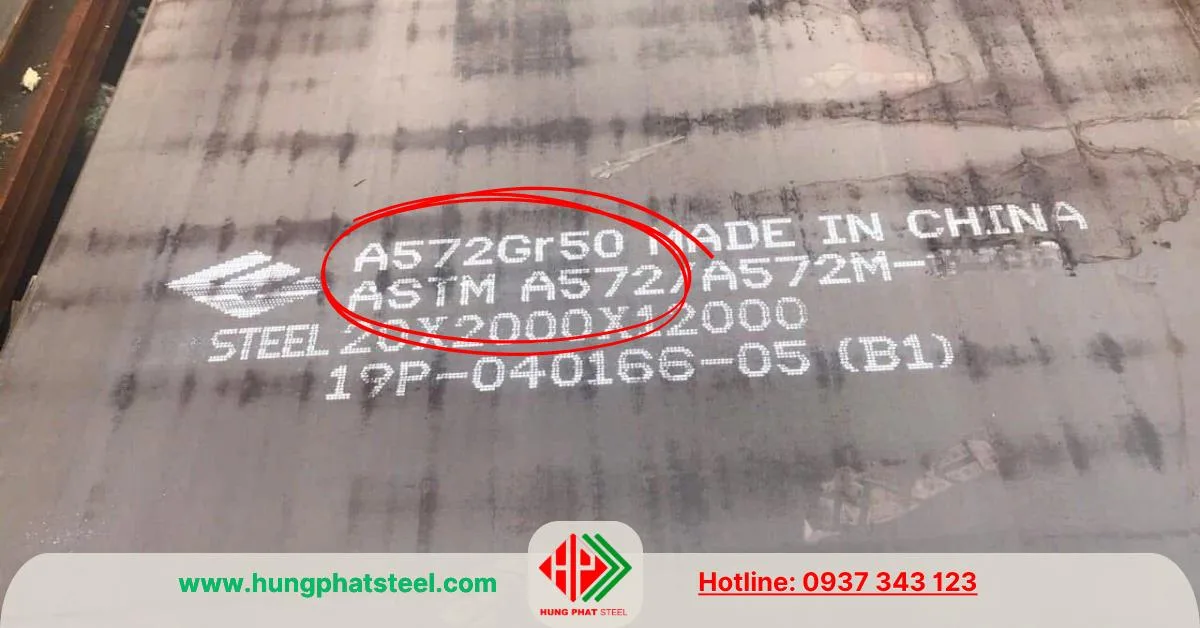 A572Gr50 MADE IN CHINA
ASTM A572/A572M-
STEEL 20X2000X12000
19P-040166-05 (B1)
www.hungphatsteel.com
HP
HUNG PHAT STEEL
Hotline: 0937 343 123